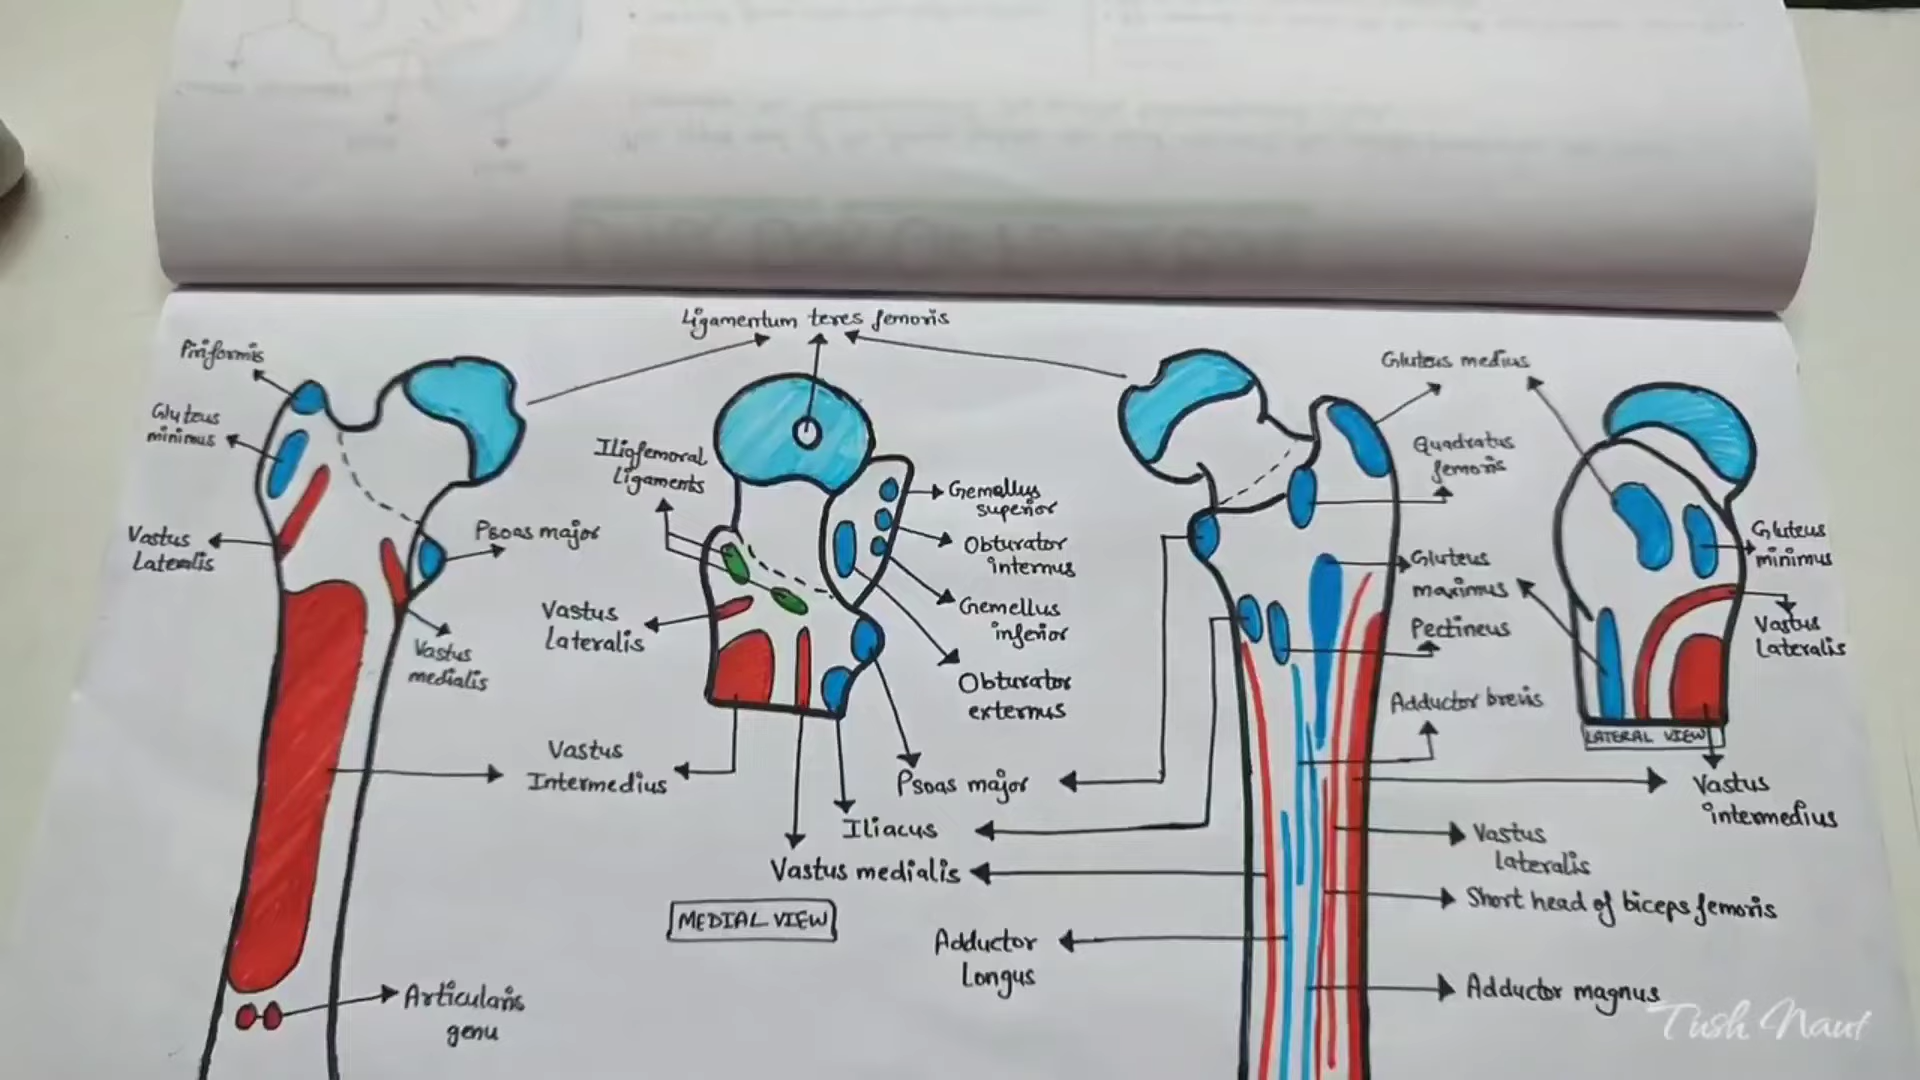 Ligamentum teres femoris
Piriformis
Gluteus
minimus
Vastus
Lateralis
Psoas major
Vastus
medialis
Vastus
Intermedius
Articularis
genu
Iliofemoral
Ligaments
Vastus
lateralis
Gemellus
superior
Obturator
internus
Gemellus
inferior
Obturator
externus
Psoas major
Iliacus
Vastus medialis
MEDIAL VIEW
Adductor
Longus
Gluteus medius
Quadratus
femoris
Gluteus
maximus
Pectineus
Adductor brevis
Gluteus
minimus
Vastus
Lateralis
LATERAL VIEW
Vastus
intermedius
Vastus
lateralis
Short head of biceps femoris
Adductor magnus